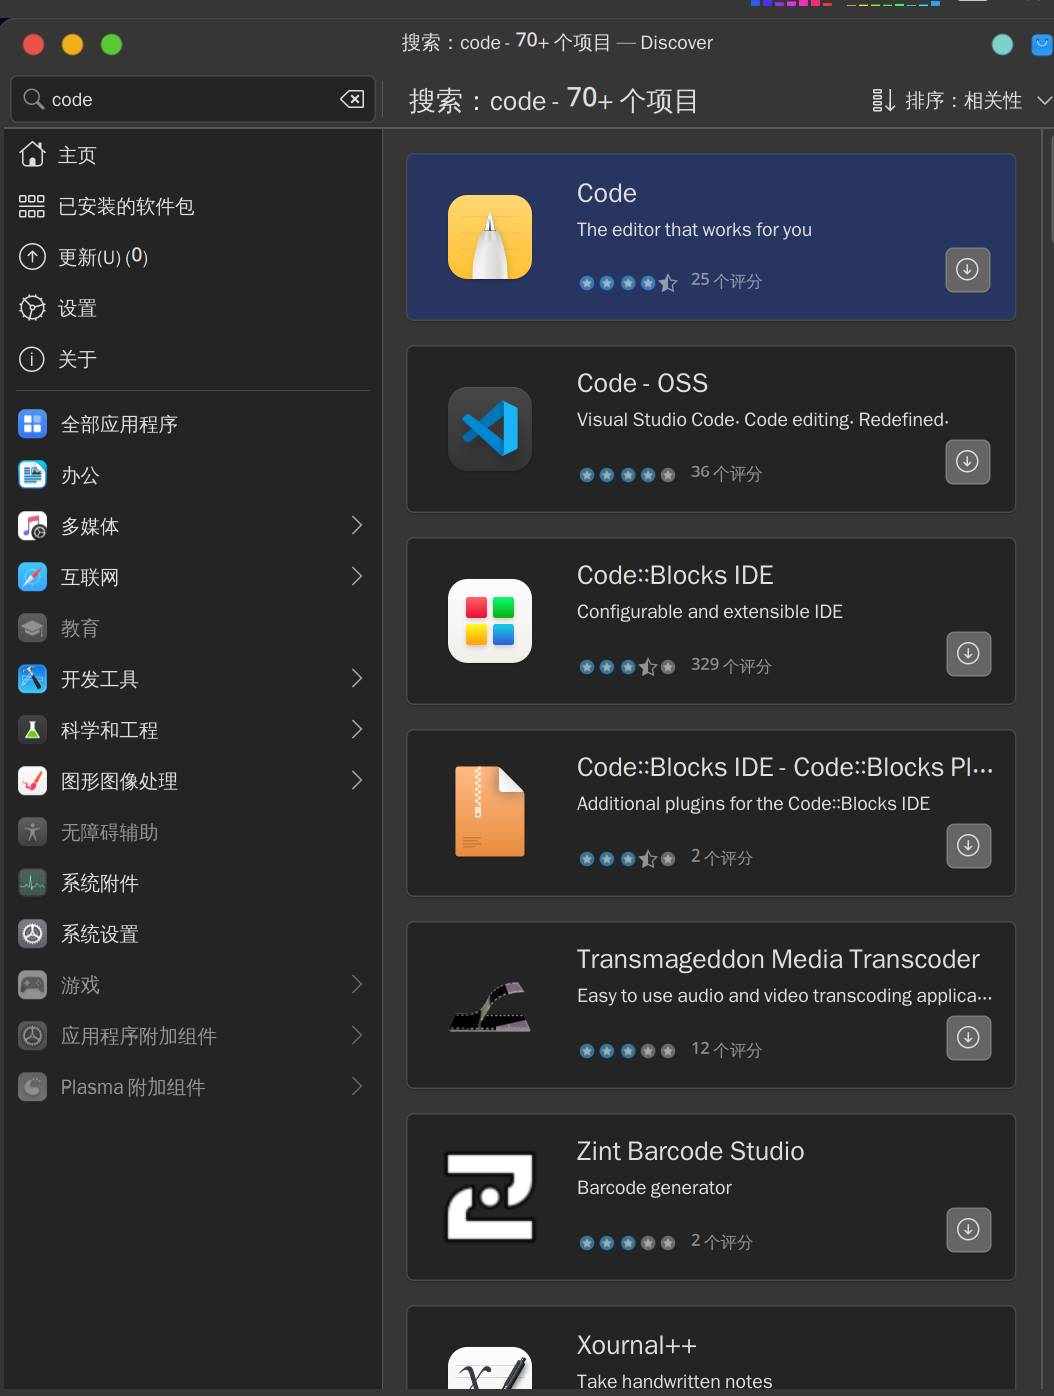 搜索：code - 70+ 个项目 — Discover
code
搜索：code - 70+ 个项目
排序：相关性
主页
已安装的软件包
更新(U) (0)
设置
关于
全部应用程序
办公
多媒体
互联网
教育
开发工具
科学和工程
图形图像处理
无障碍辅助
系统附件
系统设置
游戏
应用程序附加组件
Plasma 附加组件
Code
The editor that works for you
25 个评分
Code - OSS
Visual Studio Code. Code editing. Redefined.
36 个评分
Code::Blocks IDE
Configurable and extensible IDE
329 个评分
Code::Blocks IDE - Code::Blocks Pl…
Additional plugins for the Code::Blocks IDE
2 个评分
Transmageddon Media Transcoder
Easy to use audio and video transcoding applica…
12 个评分
Zint Barcode Studio
Barcode generator
2 个评分
Xournal++
Take handwritten notes